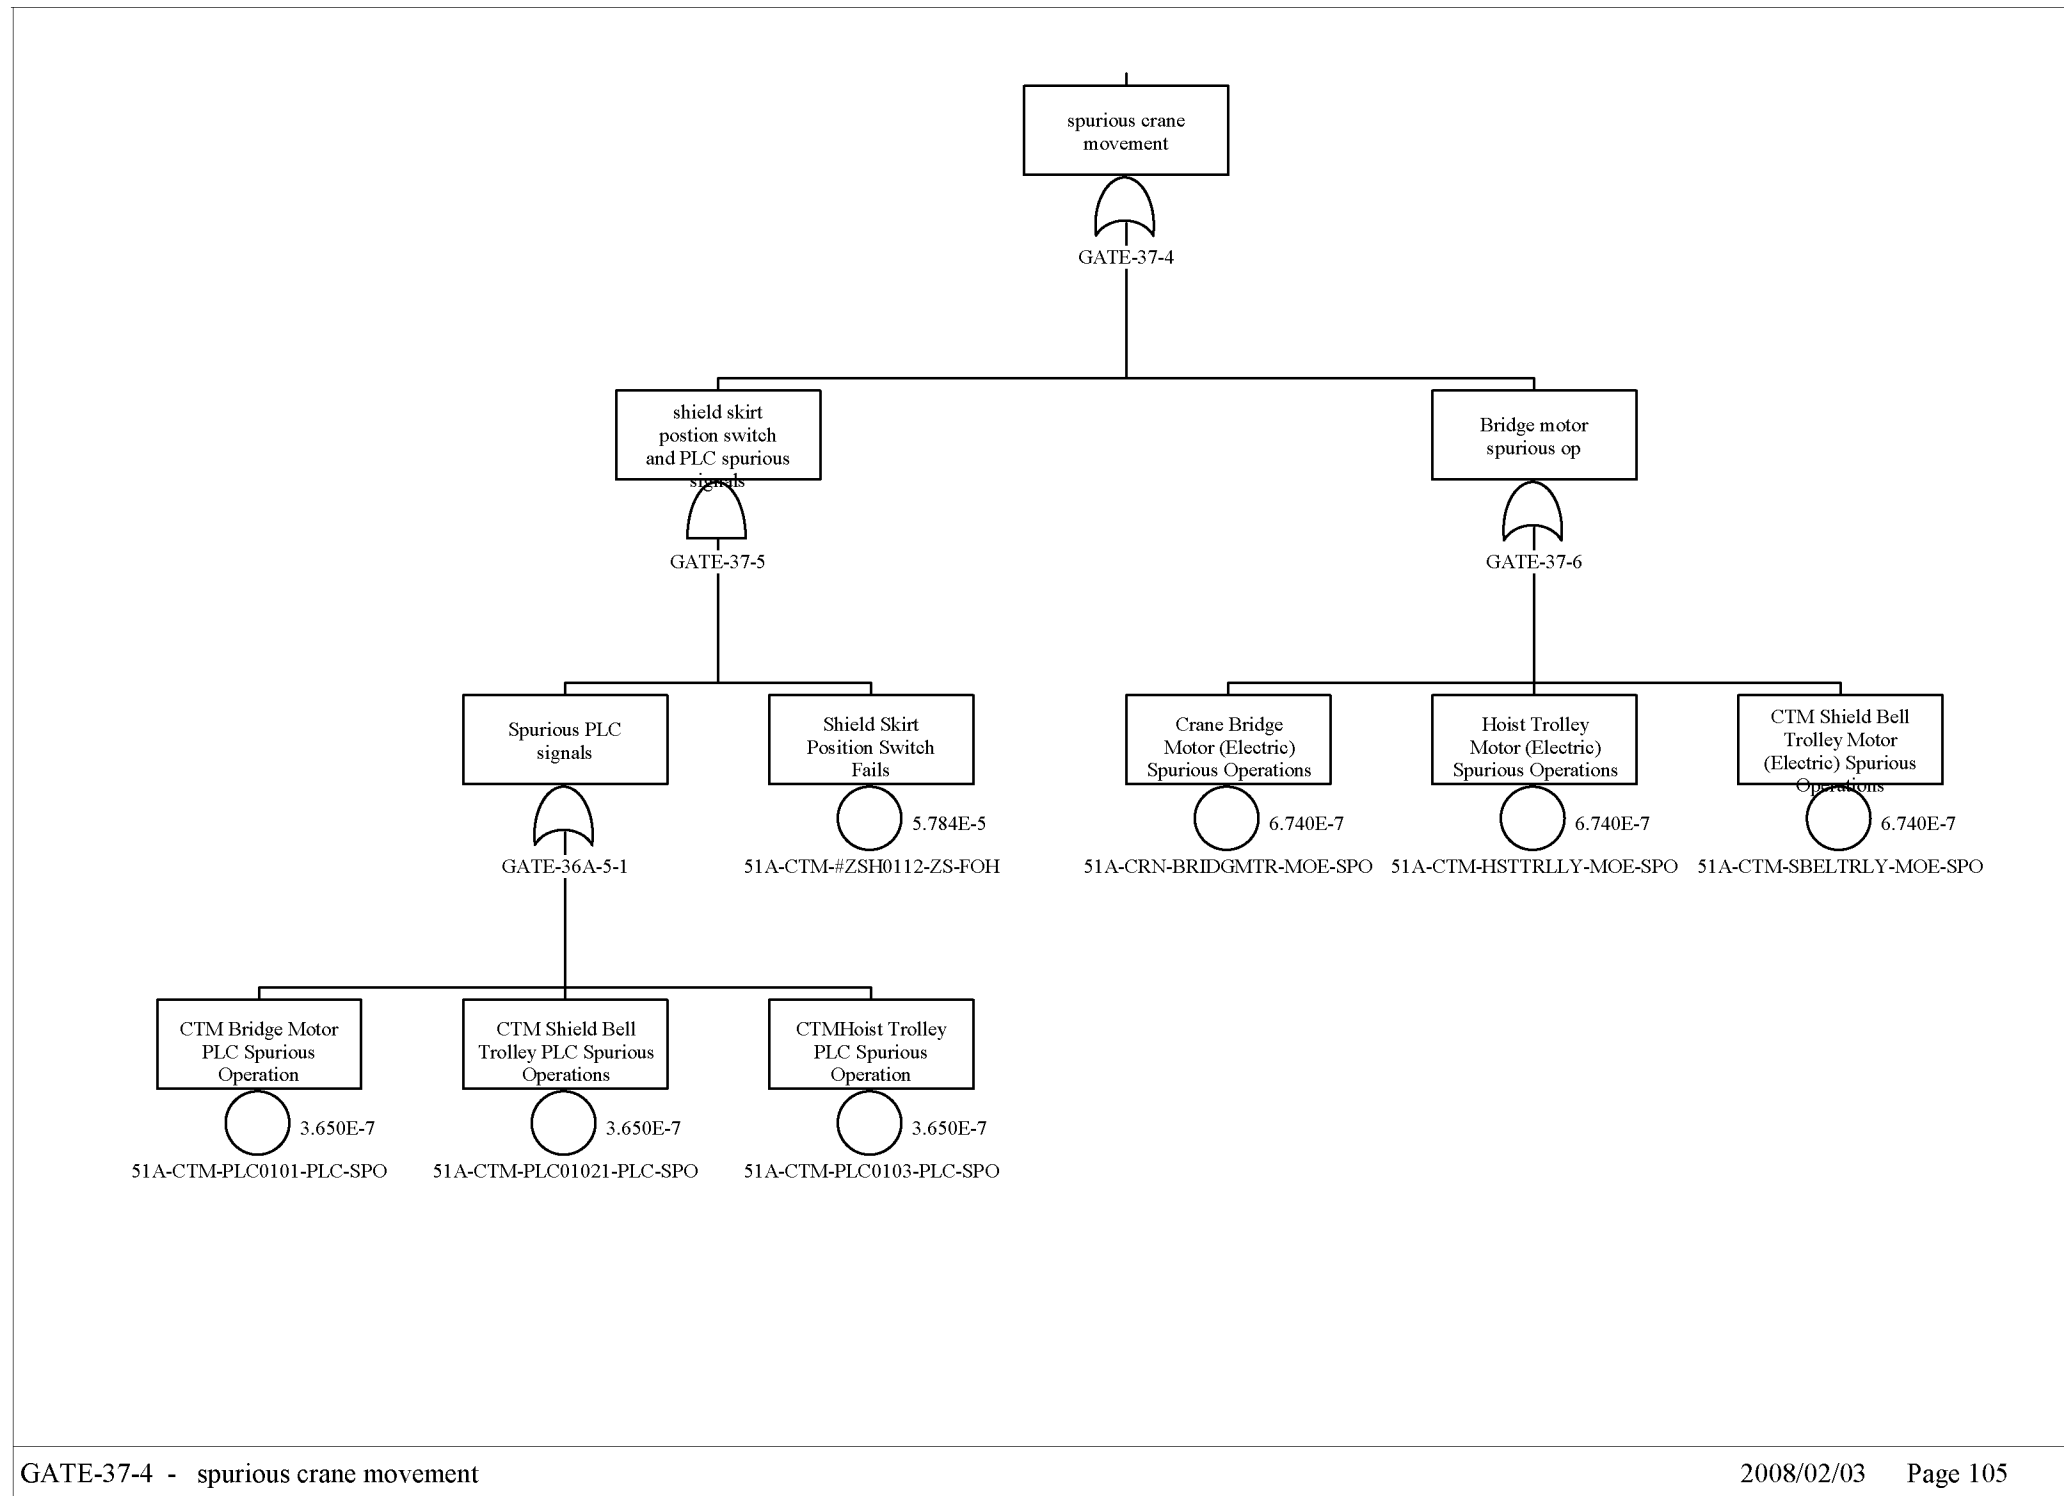 spurious crane
movement
GATE-37-4
shield skirt
postion switch
and PLC spurious
signals
GATE-37-5
Bridge motor
spurious op
GATE-37-6
Spurious PLC
signals
GATE-36A-5-1
Shield Skirt
Position Switch
Fails
5.784E-5
51A-CTM-#ZSH0112-ZS-FOH
Crane Bridge
Motor (Electric)
Spurious Operations
6.740E-7
51A-CRN-BRIDGMTR-MOE-SPO
Hoist Trolley
Motor (Electric)
Spurious Operations
6.740E-7
51A-CTM-HSTTRLLY-MOE-SPO
CTM Shield Bell
Trolley Motor
(Electric) Spurious
Operations
6.740E-7
51A-CTM-SBELTRLY-MOE-SPO
CTM Bridge Motor
PLC Spurious
Operation
3.650E-7
51A-CTM-PLC0101-PLC-SPO
CTM Shield Bell
Trolley PLC Spurious
Operations
3.650E-7
51A-CTM-PLC01021-PLC-SPO
CTMHoist Trolley
PLC Spurious
Operation
3.650E-7
51A-CTM-PLC0103-PLC-SPO
GATE-37-4 - spurious crane movement
2008/02/03 Page 105